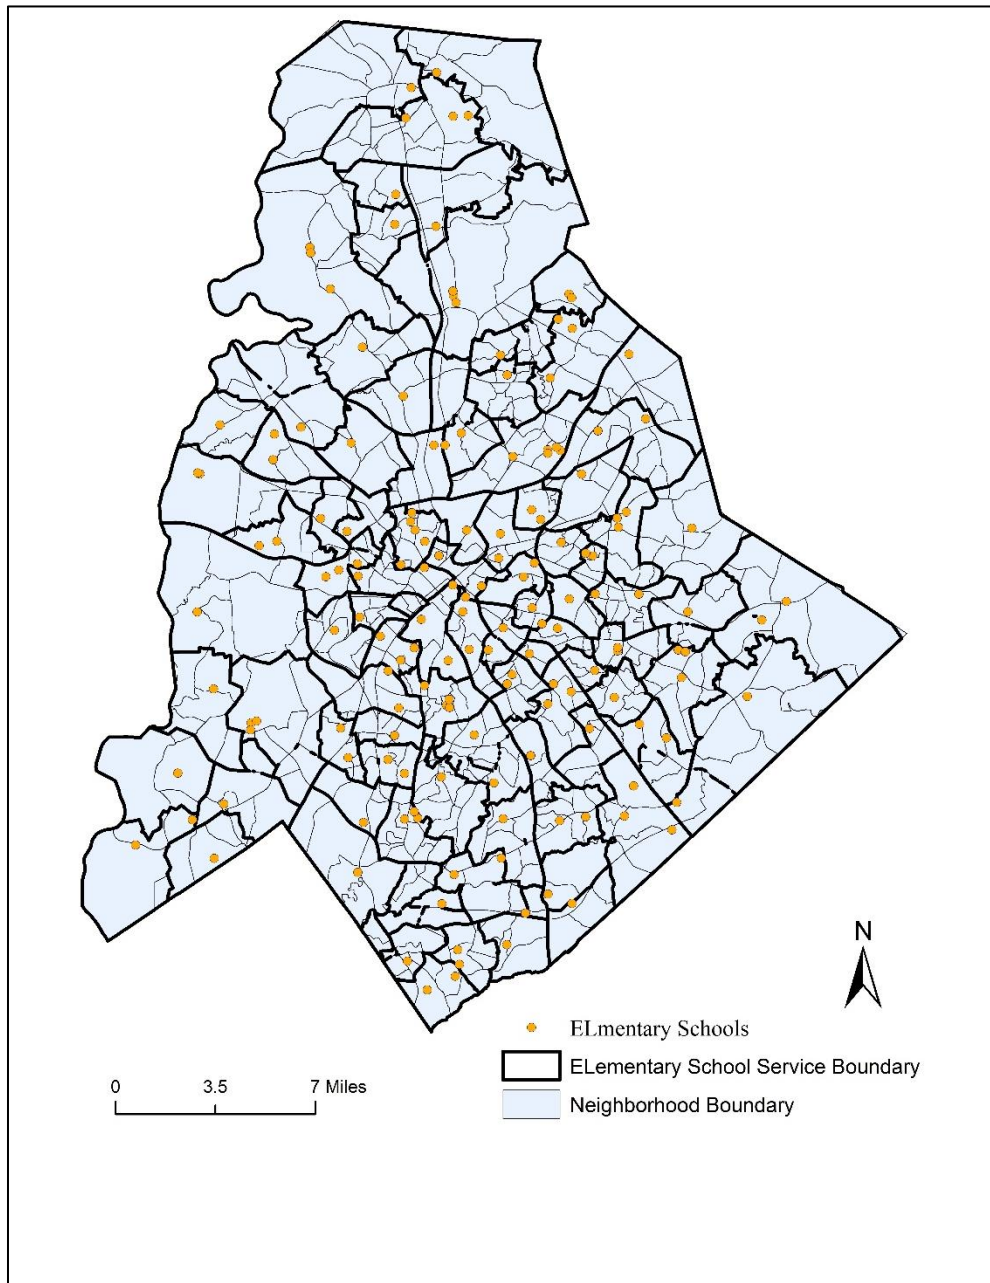 N
ELmentary Schools
ELementary School Service Boundary
Neighborhood Boundary
0 3.5 7 Miles